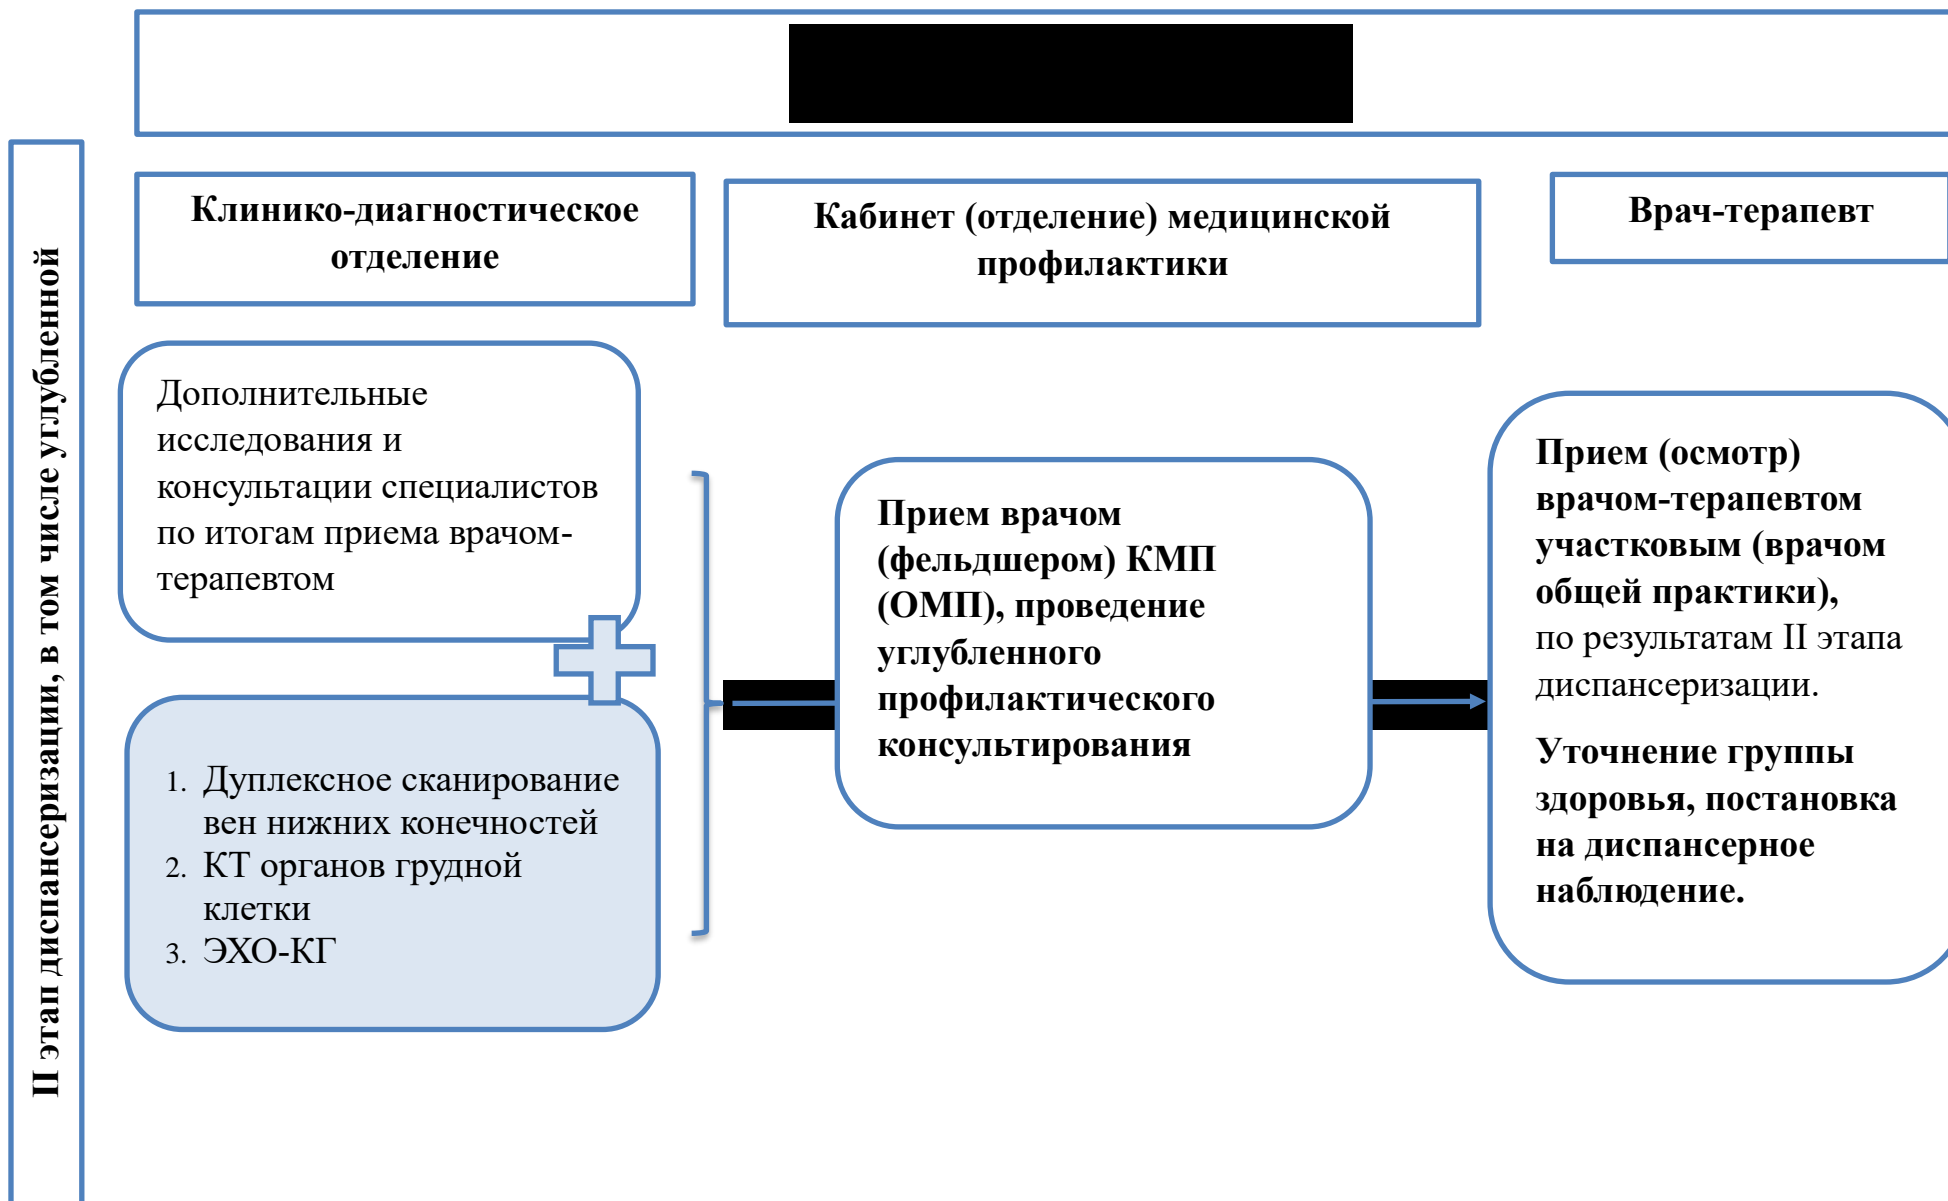 II этап диспансеризации, в том числе углубленной
Клинико-диагностическое
отделение
Кабинет (отделение) медицинской
профилактики
Врач-терапевт
Дополнительные
исследования и
консультации специалистов
по итогам приема врачом-
терапевтом
1. Дуплексное сканирование
вен нижних конечностей
2. КТ органов грудной
клетки
3. ЭХО-КГ
Прием врачом
(фельдшером) КМП
(ОМП), проведение
углубленного
профилактического
консультирования
Прием (осмотр)
врачом-терапевтом
участковым (врачом
общей практики),
по результатам II этапа
диспансеризации.
Уточнение группы
здоровья, постановка
на диспансерное
наблюдение.